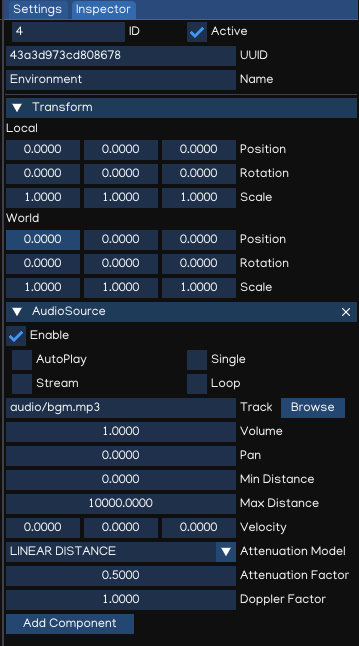 Settings Inspector
4 ID Active
43a3d973cd808678 UUID
Environment Name
Transform
Local
0.0000 0.0000 0.0000 Position
0.0000 0.0000 0.0000 Rotation
1.0000 1.0000 1.0000 Scale
World
0.0000 0.0000 0.0000 Position
0.0000 0.0000 0.0000 Rotation
1.0000 1.0000 1.0000 Scale
AudioSource
Enable
AutoPlay Single
Stream Loop
audio/bgm.mp3 Track Browse
1.0000 Volume
0.0000 Pan
0.0000 Min Distance
10000.0000 Max Distance
0.0000 0.0000 0.0000 Velocity
LINEAR DISTANCE Attenuation Model
0.5000 Attenuation Factor
1.0000 Doppler Factor
Add Component